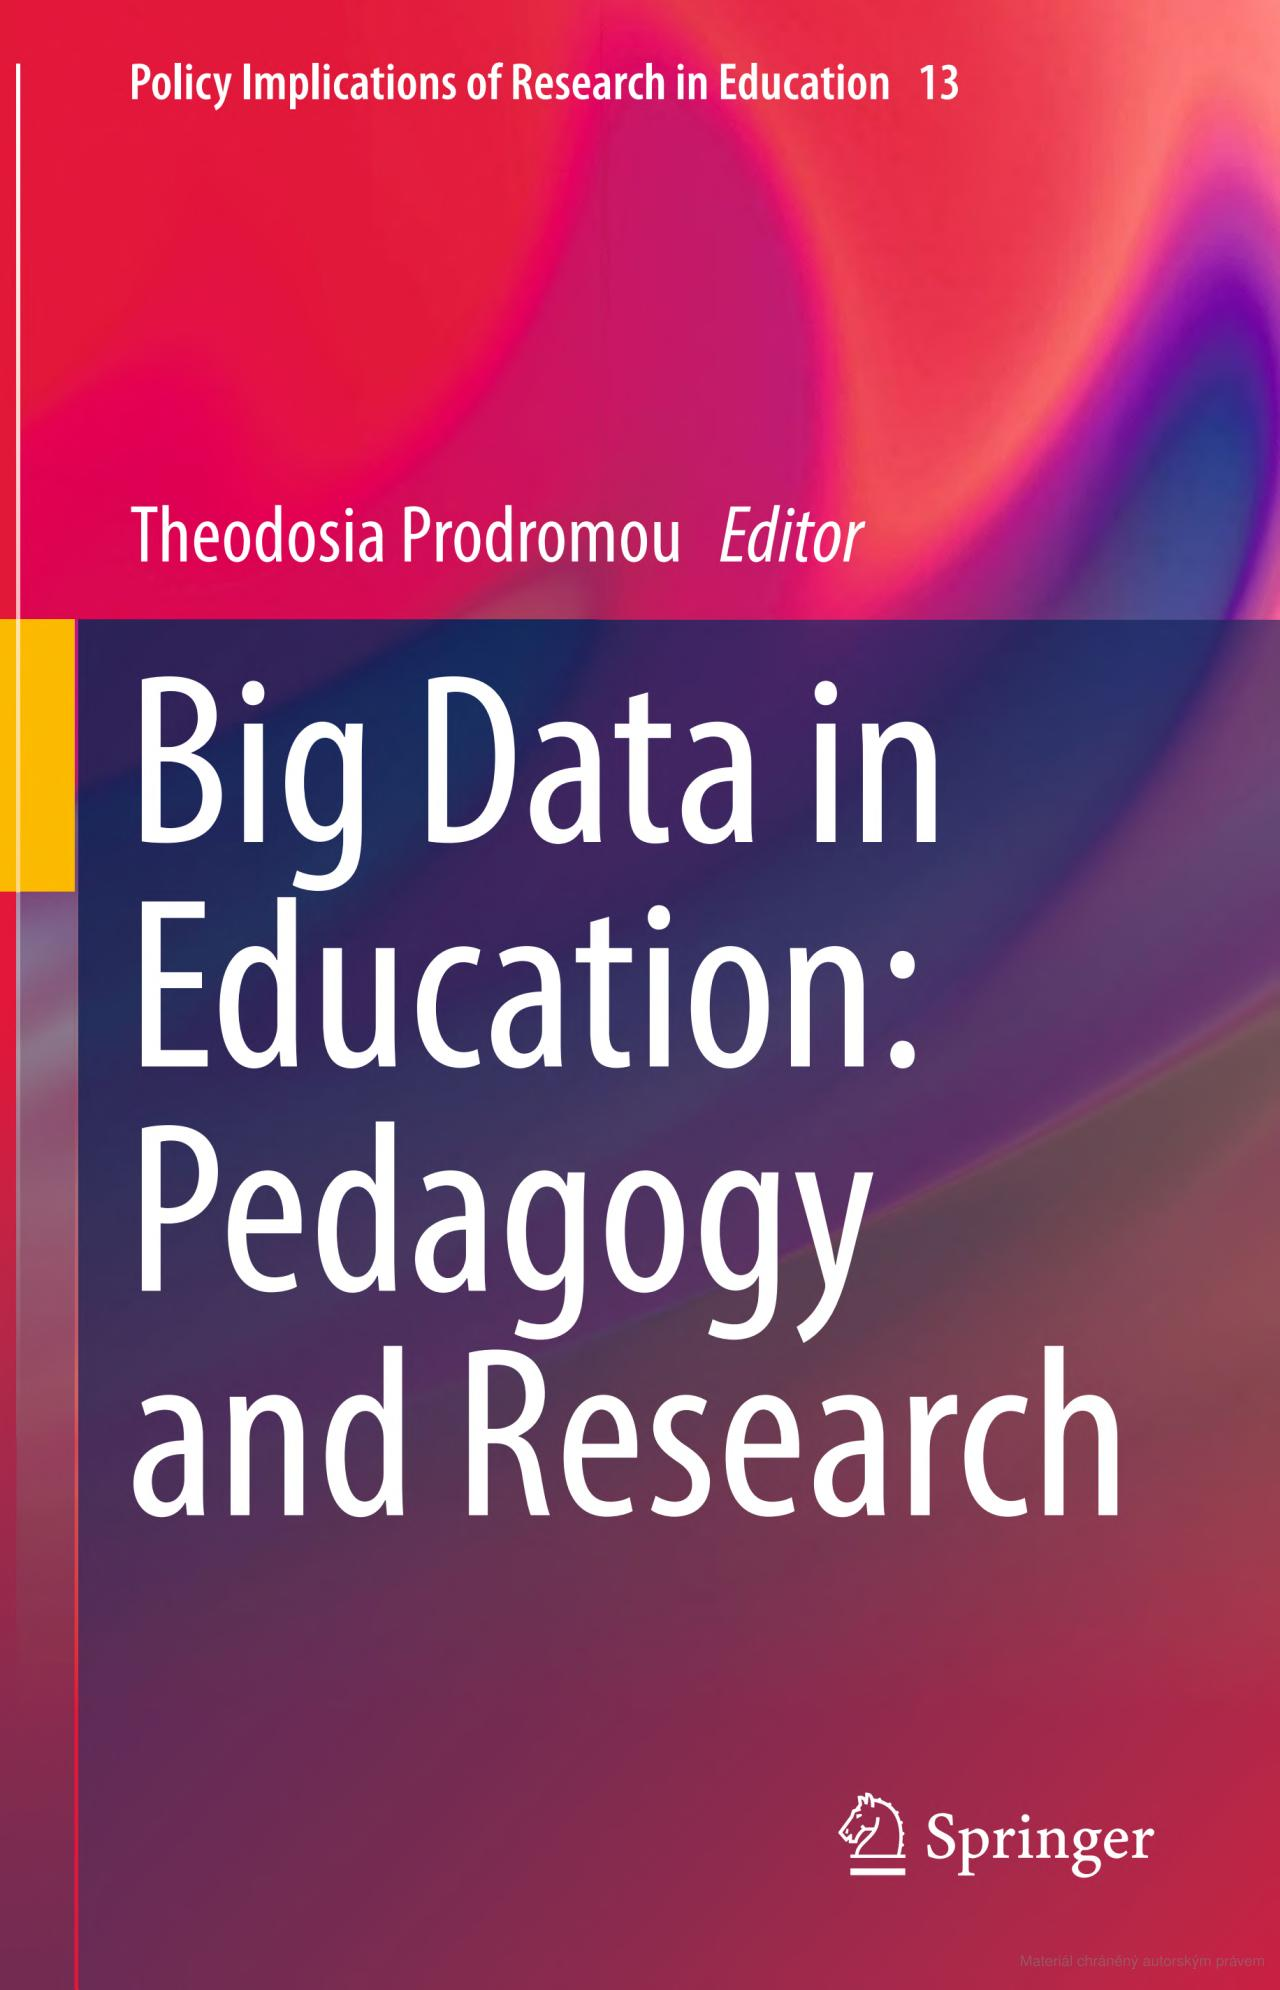 Policy Implications of Research in Education 13
Theodosia Prodromou Editor
Big Data in
Education:
Pedagogy
and Research
Springer
Materiál chráněný autorským právem